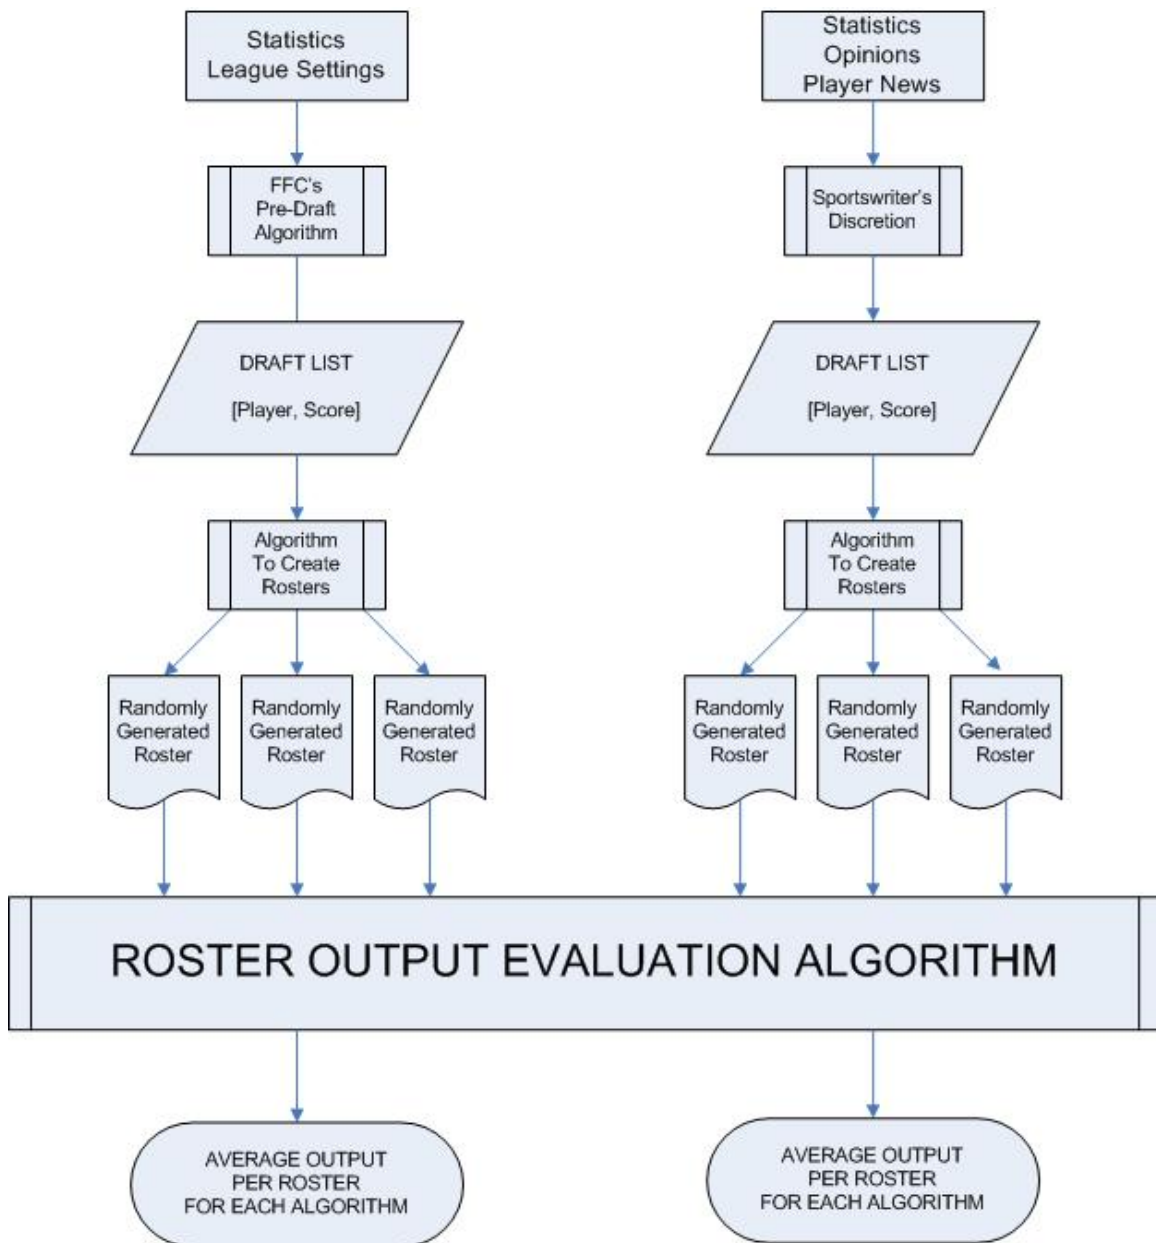 Statistics
League Settings
Statistics
Opinions
Player News
FFC's
Pre-Draft
Algorithm
Sportswriter's
Discretion
DRAFT LIST
[Player, Score]
DRAFT LIST
[Player, Score]
Algorithm
To Create
Rosters
Algorithm
To Create
Rosters
Randomly
Generated
Roster
Randomly
Generated
Roster
Randomly
Generated
Roster
Randomly
Generated
Roster
Randomly
Generated
Roster
Randomly
Generated
Roster
ROSTER OUTPUT EVALUATION ALGORITHM
AVERAGE OUTPUT
PER ROSTER
FOR EACH ALGORITHM
AVERAGE OUTPUT
PER ROSTER
FOR EACH ALGORITHM